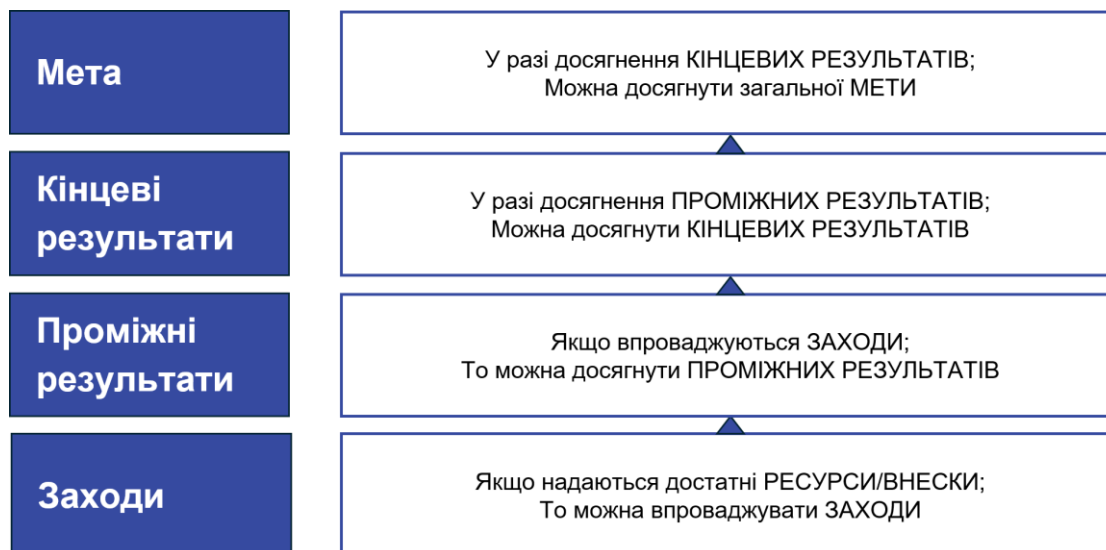 Мета
У разі досягнення КІНЦЕВИХ РЕЗУЛЬТАТІВ;
Можна досягнути загальної МЕТИ
Кінцеві
результати
У разі досягнення ПРОМІЖНИХ РЕЗУЛЬТАТІВ;
Можна досягнути КІНЦЕВИХ РЕЗУЛЬТАТІВ
Проміжні
результати
Якщо впроваджуються ЗАХОДИ;
То можна досягнути ПРОМІЖНИХ РЕЗУЛЬТАТІВ
Заходи
Якщо надаються достатні РЕСУРСИ/ВНЕСКИ;
То можна впроваджувати ЗАХОДИ